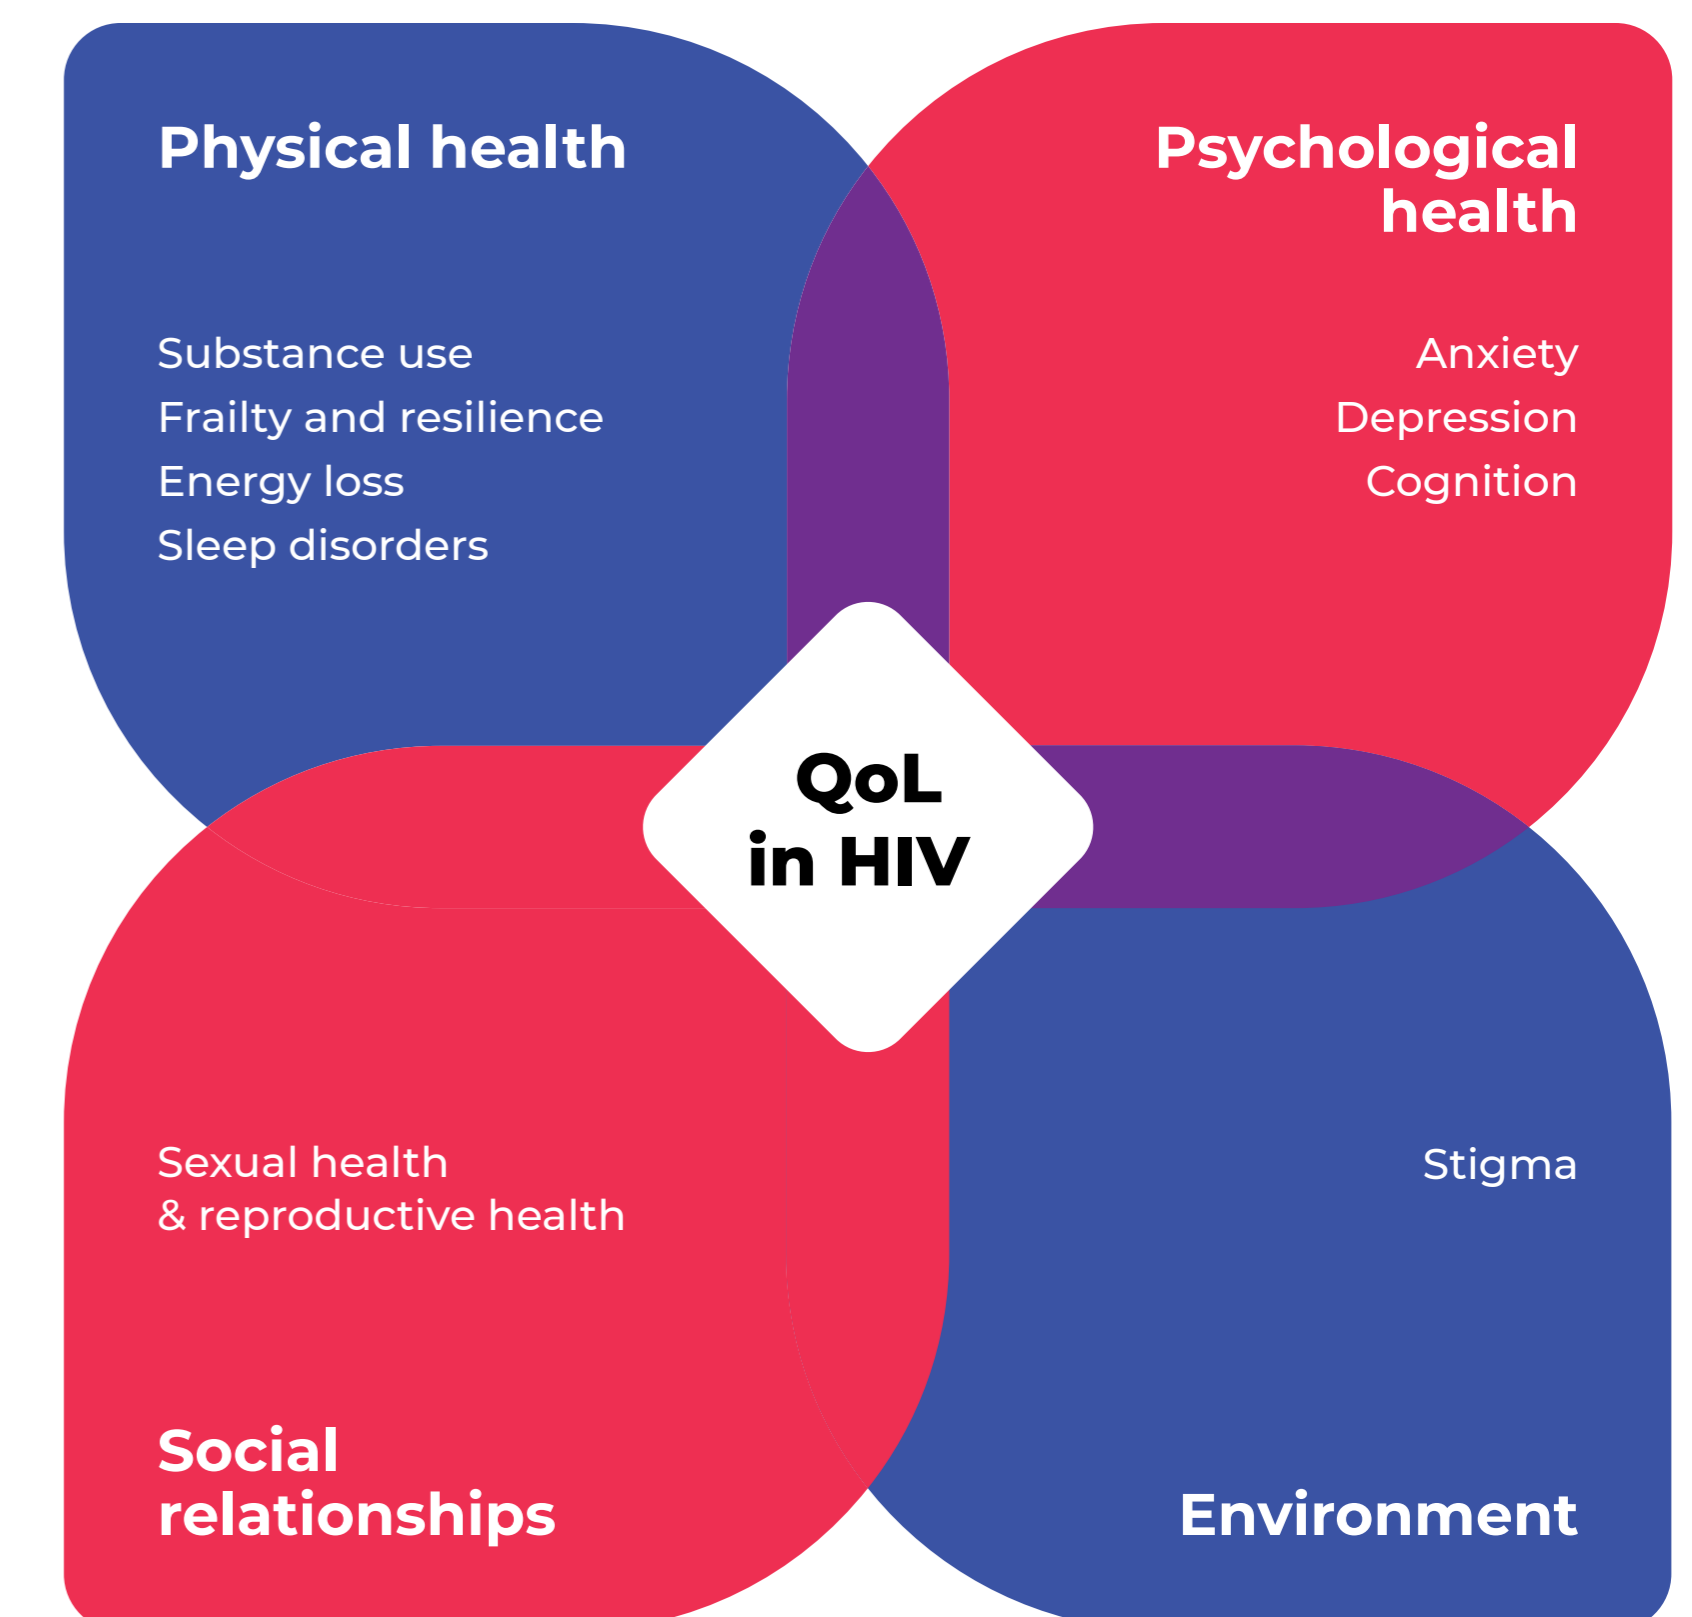 Physical health
Substance use
Frailty and resilience
Energy loss
Sleep disorders
Psychological
health
Anxiety
Depression
Cognition
QoL
in HIV
Sexual health
& reproductive health
Social
relationships
Stigma
Environment